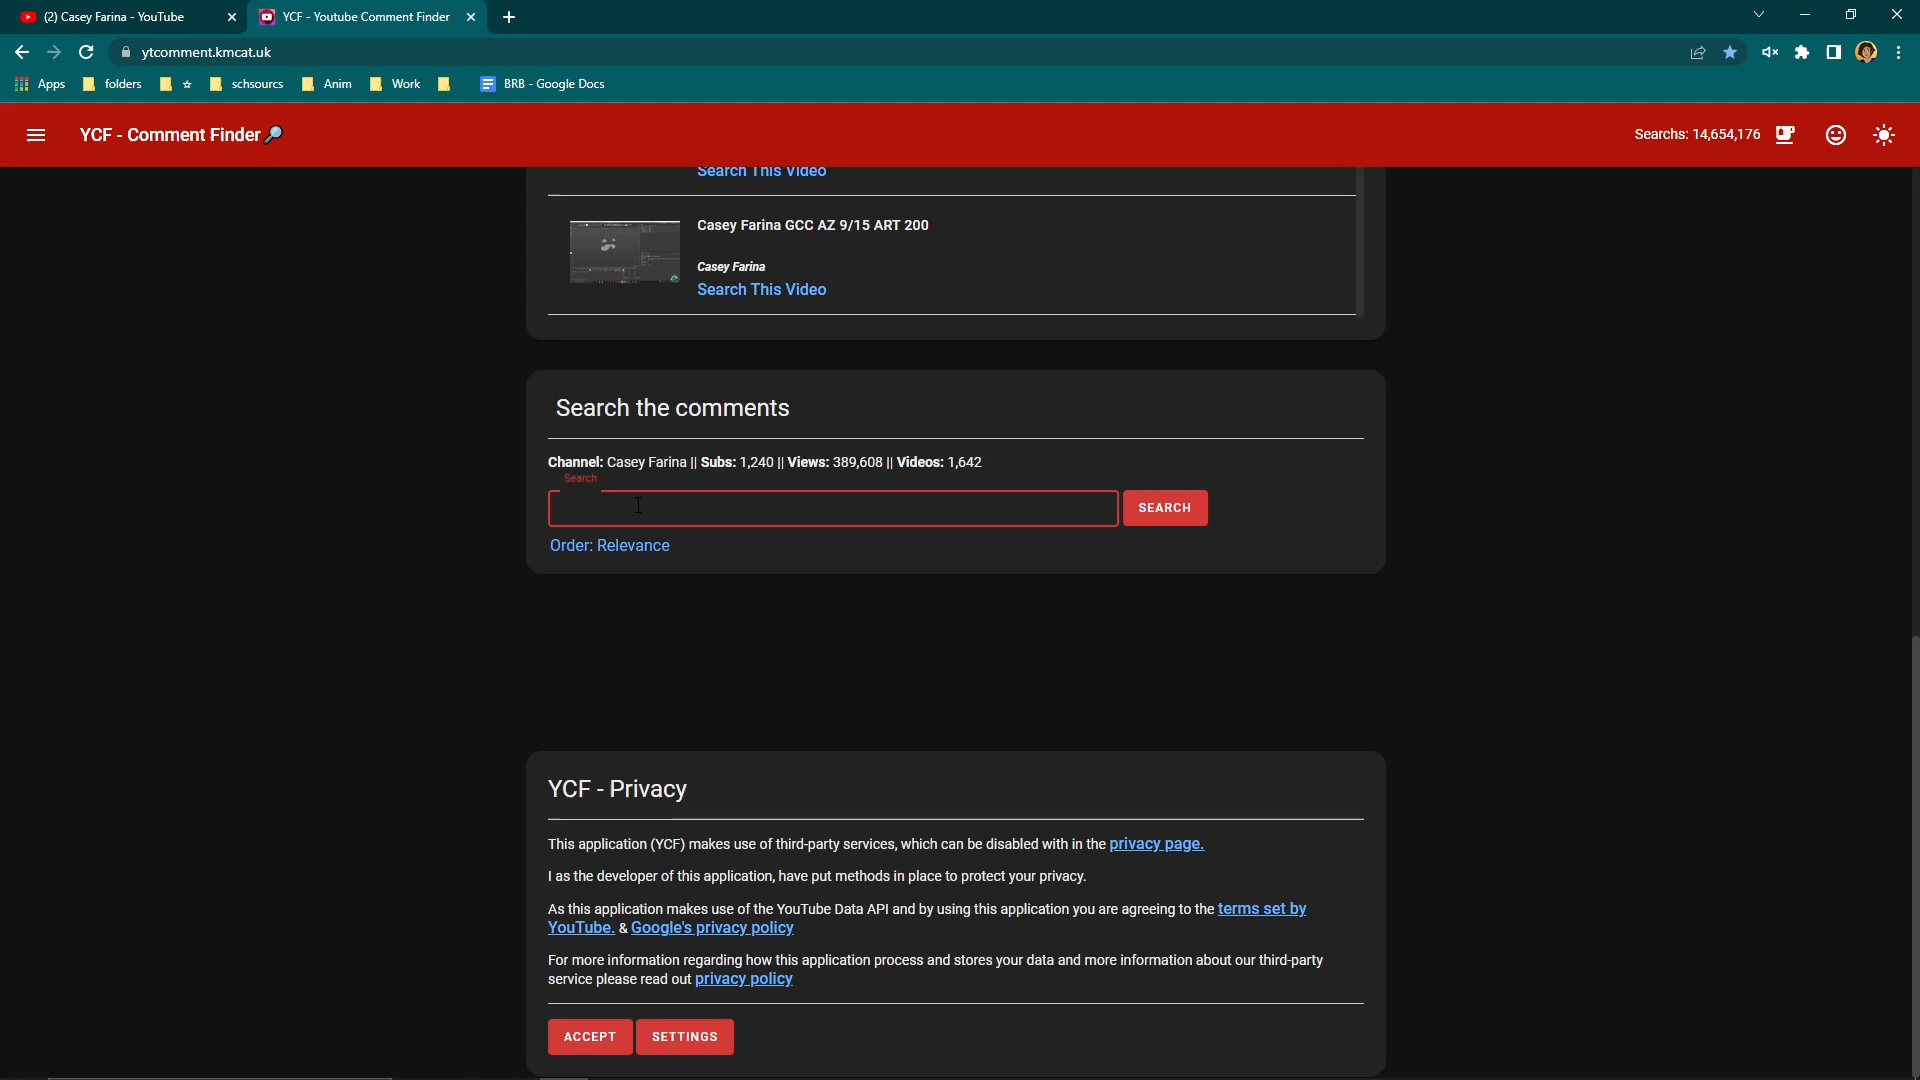 (2) Casey Farina - YouTube
YCF - Youtube Comment Finder
ytcomment.kmcat.uk
Apps folders ☆ schsourcs Anim Work BRB - Google Docs
YCF - Comment Finder🔎 Searchs: 14,654,176
Search This Video
Casey Farina GCC AZ 9/15 ART 200
Casey Farina
Search This Video
Search the comments
Channel: Casey Farina || Subs: 1,240 || Views: 389,608 || Videos: 1,642
Search
SEARCH
Order: Relevance
YCF - Privacy
This application (YCF) makes use of third-party services, which can be disabled with in the privacy page.
I as the developer of this application, have put methods in place to protect your privacy.
As this application makes use of the YouTube Data API and by using this application you are agreeing to the terms set by
YouTube. & Google's privacy policy
For more information regarding how this application process and stores your data and more information about our third-party
service please read out privacy policy
ACCEPT SETTINGS